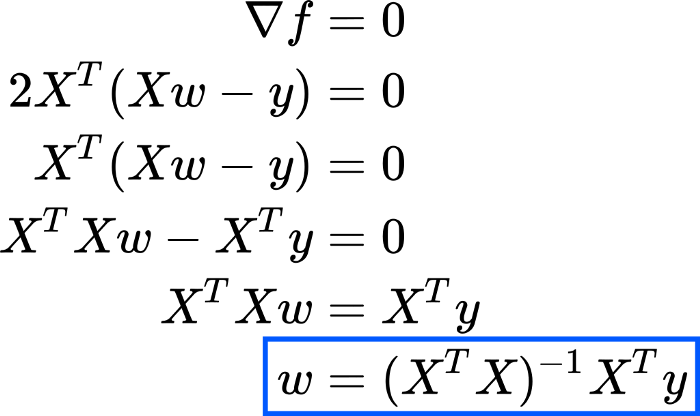 ∇f = 0
2X^T(Xw − y) = 0
X^T(Xw − y) = 0
X^T Xw − X^T y = 0
X^T Xw = X^T y
w = (X^T X)^{−1} X^T y